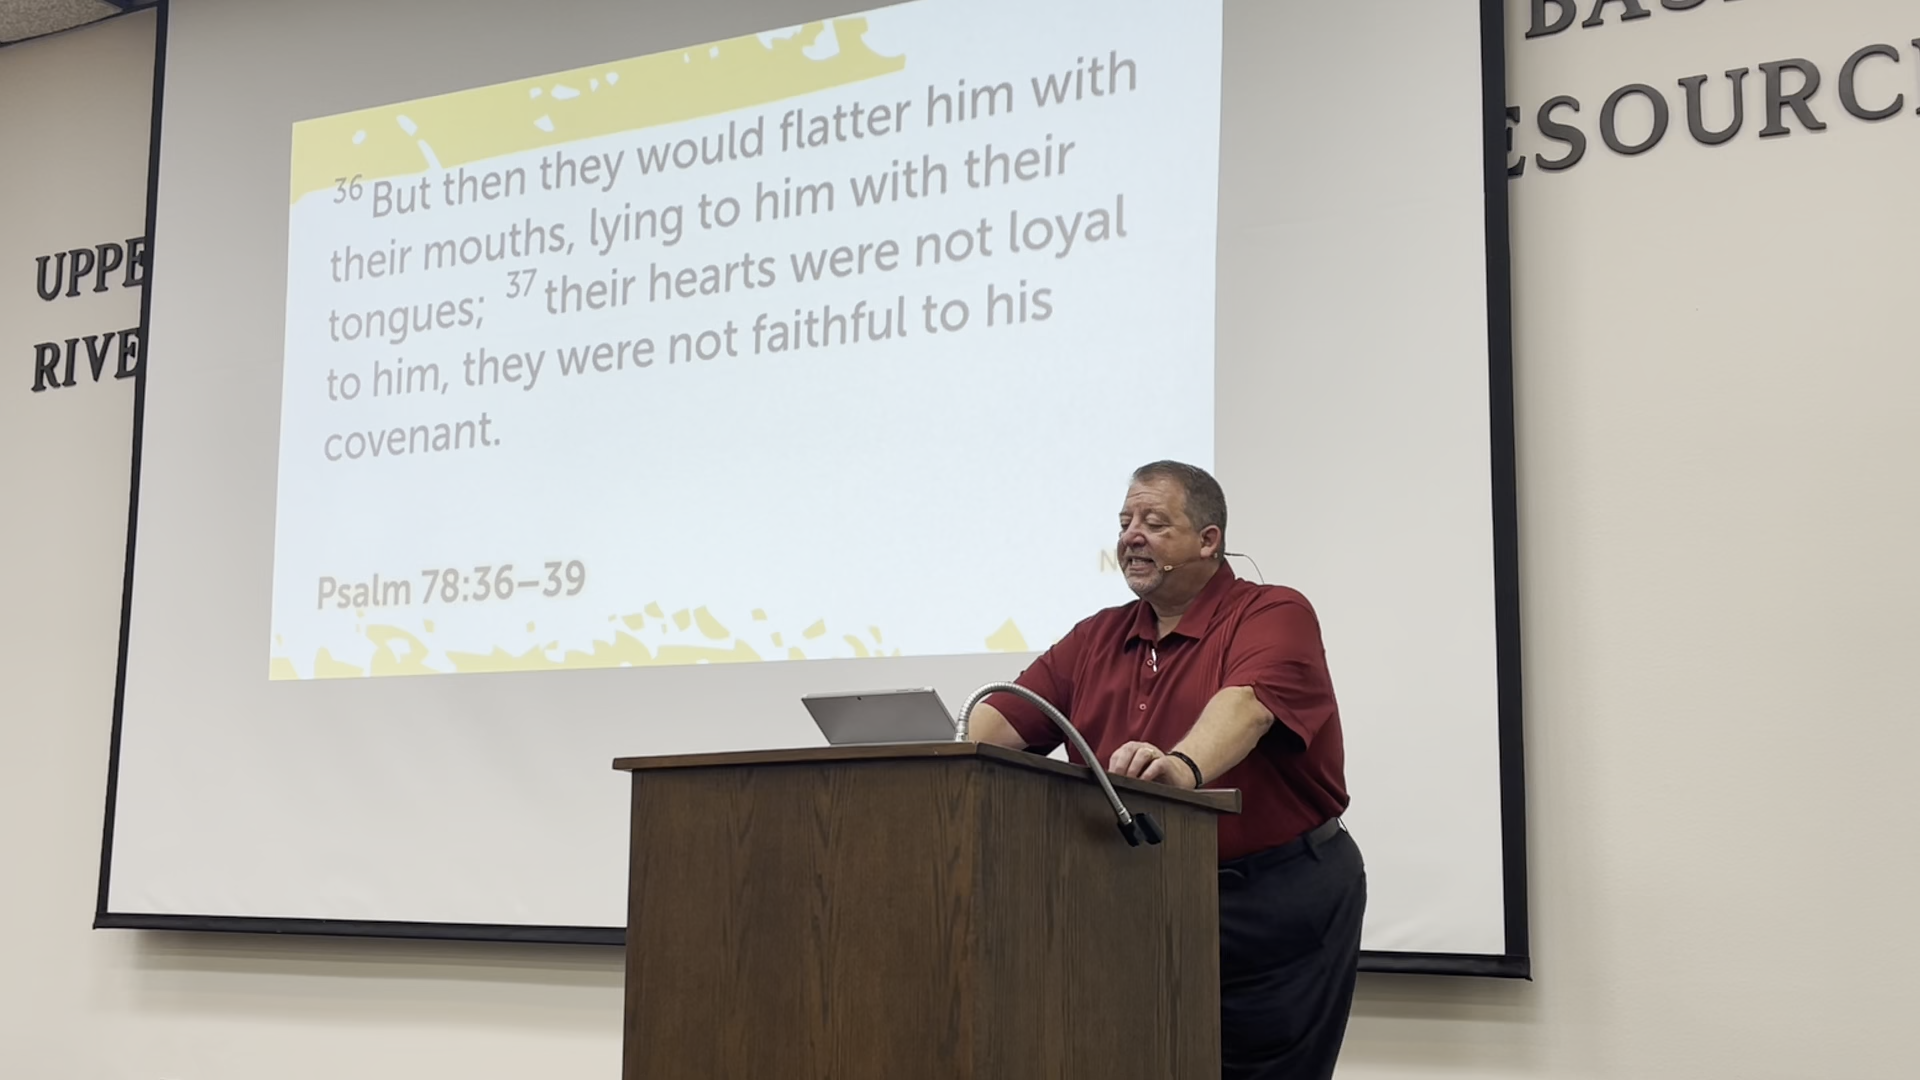 BAS
ESOURC
UPPE
RIVE
36 But then they would flatter him with
their mouths, lying to him with their
tongues; 37 their hearts were not loyal
to him, they were not faithful to his
covenant.
Psalm 78:36–39
N